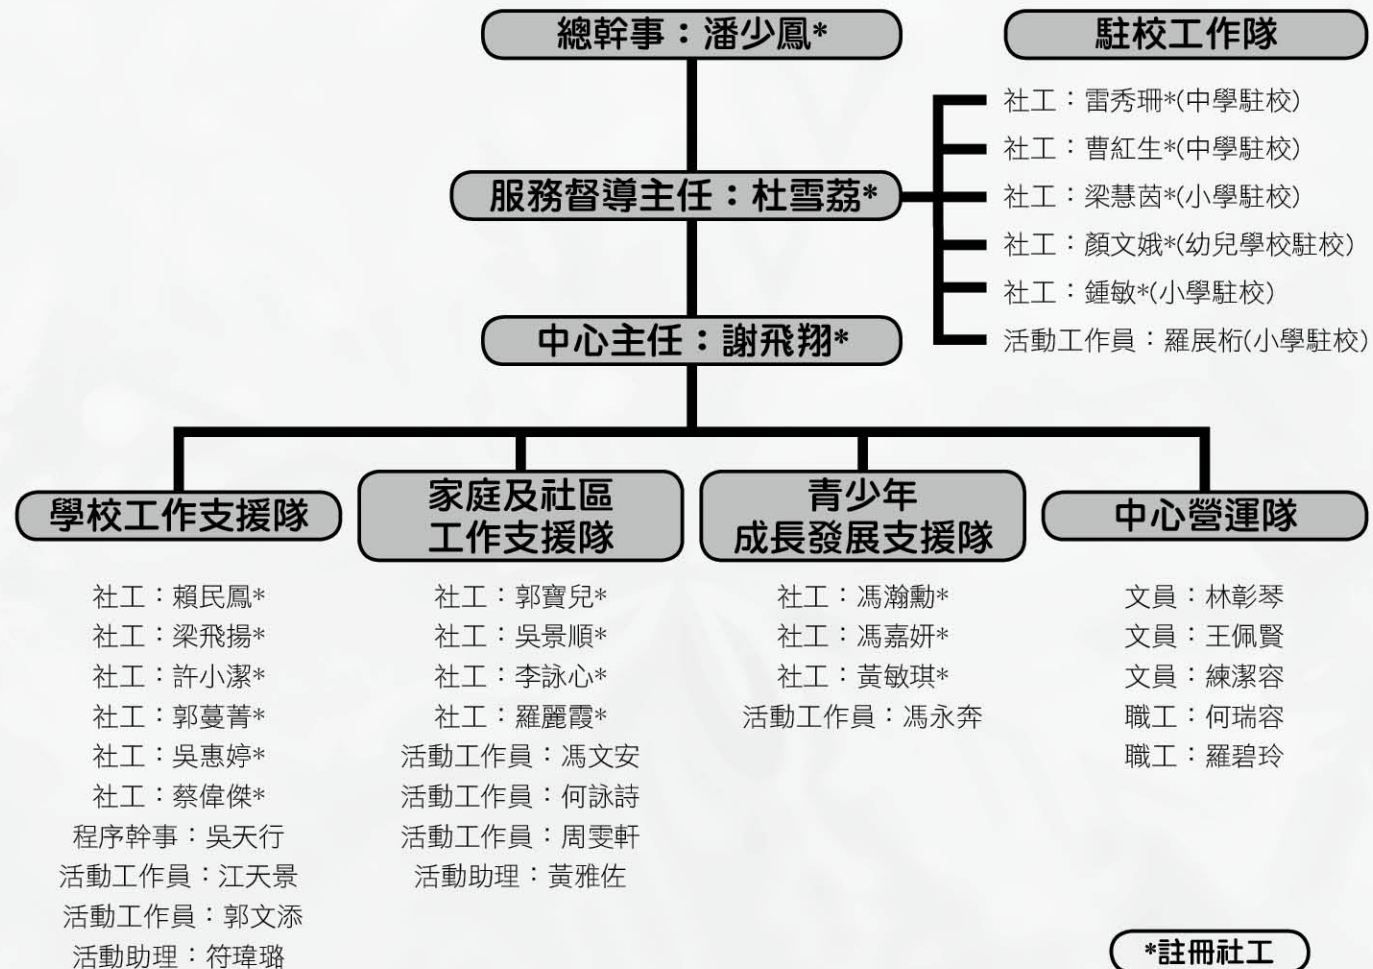 總幹事：潘少鳳*
駐校工作隊
社工：雷秀珊*(中學駐校)
社工：曹紅生*(中學駐校)
服務督導主任：杜雪荔*
社工：梁慧茵*(小學駐校)
社工：顏文娥*(幼兒學校駐校)
社工：鍾敏*(小學駐校)
中心主任：謝飛翔*
活動工作員：羅展桁(小學駐校)
學校工作支援隊
社工：賴民鳳*
社工：梁飛揚*
社工：許小潔*
社工：郭蔓菁*
社工：吳惠婷*
社工：蔡偉傑*
程序幹事：吳天行
活動工作員：江天景
活動工作員：郭文添
活動助理：符瑋璐
家庭及社區
工作支援隊
社工：郭寶兒*
社工：吳景順*
社工：李詠心*
社工：羅麗霞*
活動工作員：馮文安
活動工作員：何詠詩
活動工作員：周雯軒
活動助理：黃雅佐
青少年
成長發展支援隊
社工：馮瀚勳*
社工：馮嘉妍*
社工：黃敏琪*
活動工作員：馮永奔
中心營運隊
文員：林彰琴
文員：王佩賢
文員：練潔容
職工：何瑞容
職工：羅碧玲
*註冊社工